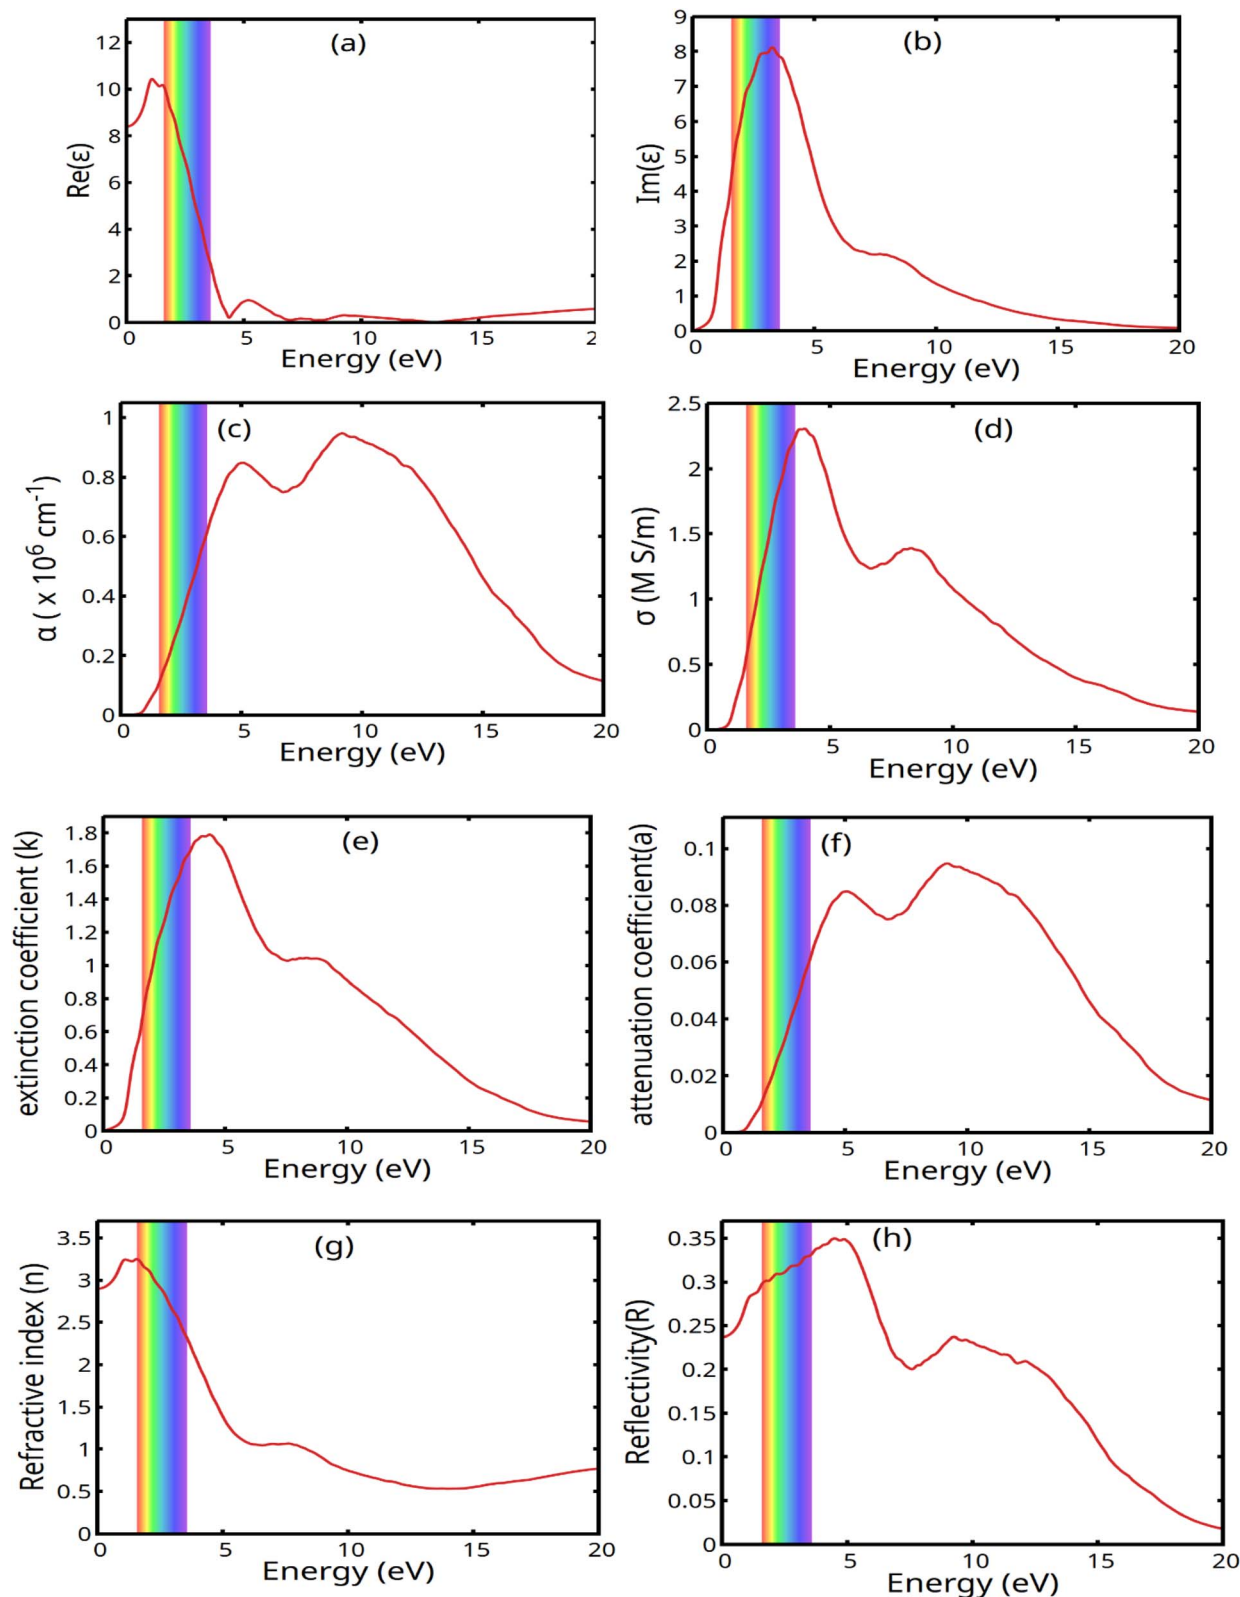 (a)
Re(ε)
12
10
8
6
4
2
0
0 5 10 15 2
Energy (eV)
(b)
Im(ε)
9
8
7
6
5
4
3
2
1
0
0 5 10 15 20
Energy (eV)
(c)
α ( x 10⁶ cm⁻¹)
1
0.8
0.6
0.4
0.2
0
0 5 10 15 20
Energy (eV)
(d)
σ (M S/m)
2.5
2
1.5
1
0.5
0
0 5 10 15 20
Energy (eV)
(e)
extinction coefficient (k)
1.8
1.6
1.4
1.2
1
0.8
0.6
0.4
0.2
0
0 5 10 15 20
Energy (eV)
(f)
attenuation coefficient(a)
0.1
0.08
0.06
0.04
0.02
0
0 5 10 15 20
Energy (eV)
(g)
Refractive index (n)
3.5
3
2.5
2
1.5
1
0.5
0
0 5 10 15 20
Energy (eV)
(h)
Reflectivity(R)
0.35
0.3
0.25
0.2
0.15
0.1
0.05
0
0 5 10 15 20
Energy (eV)